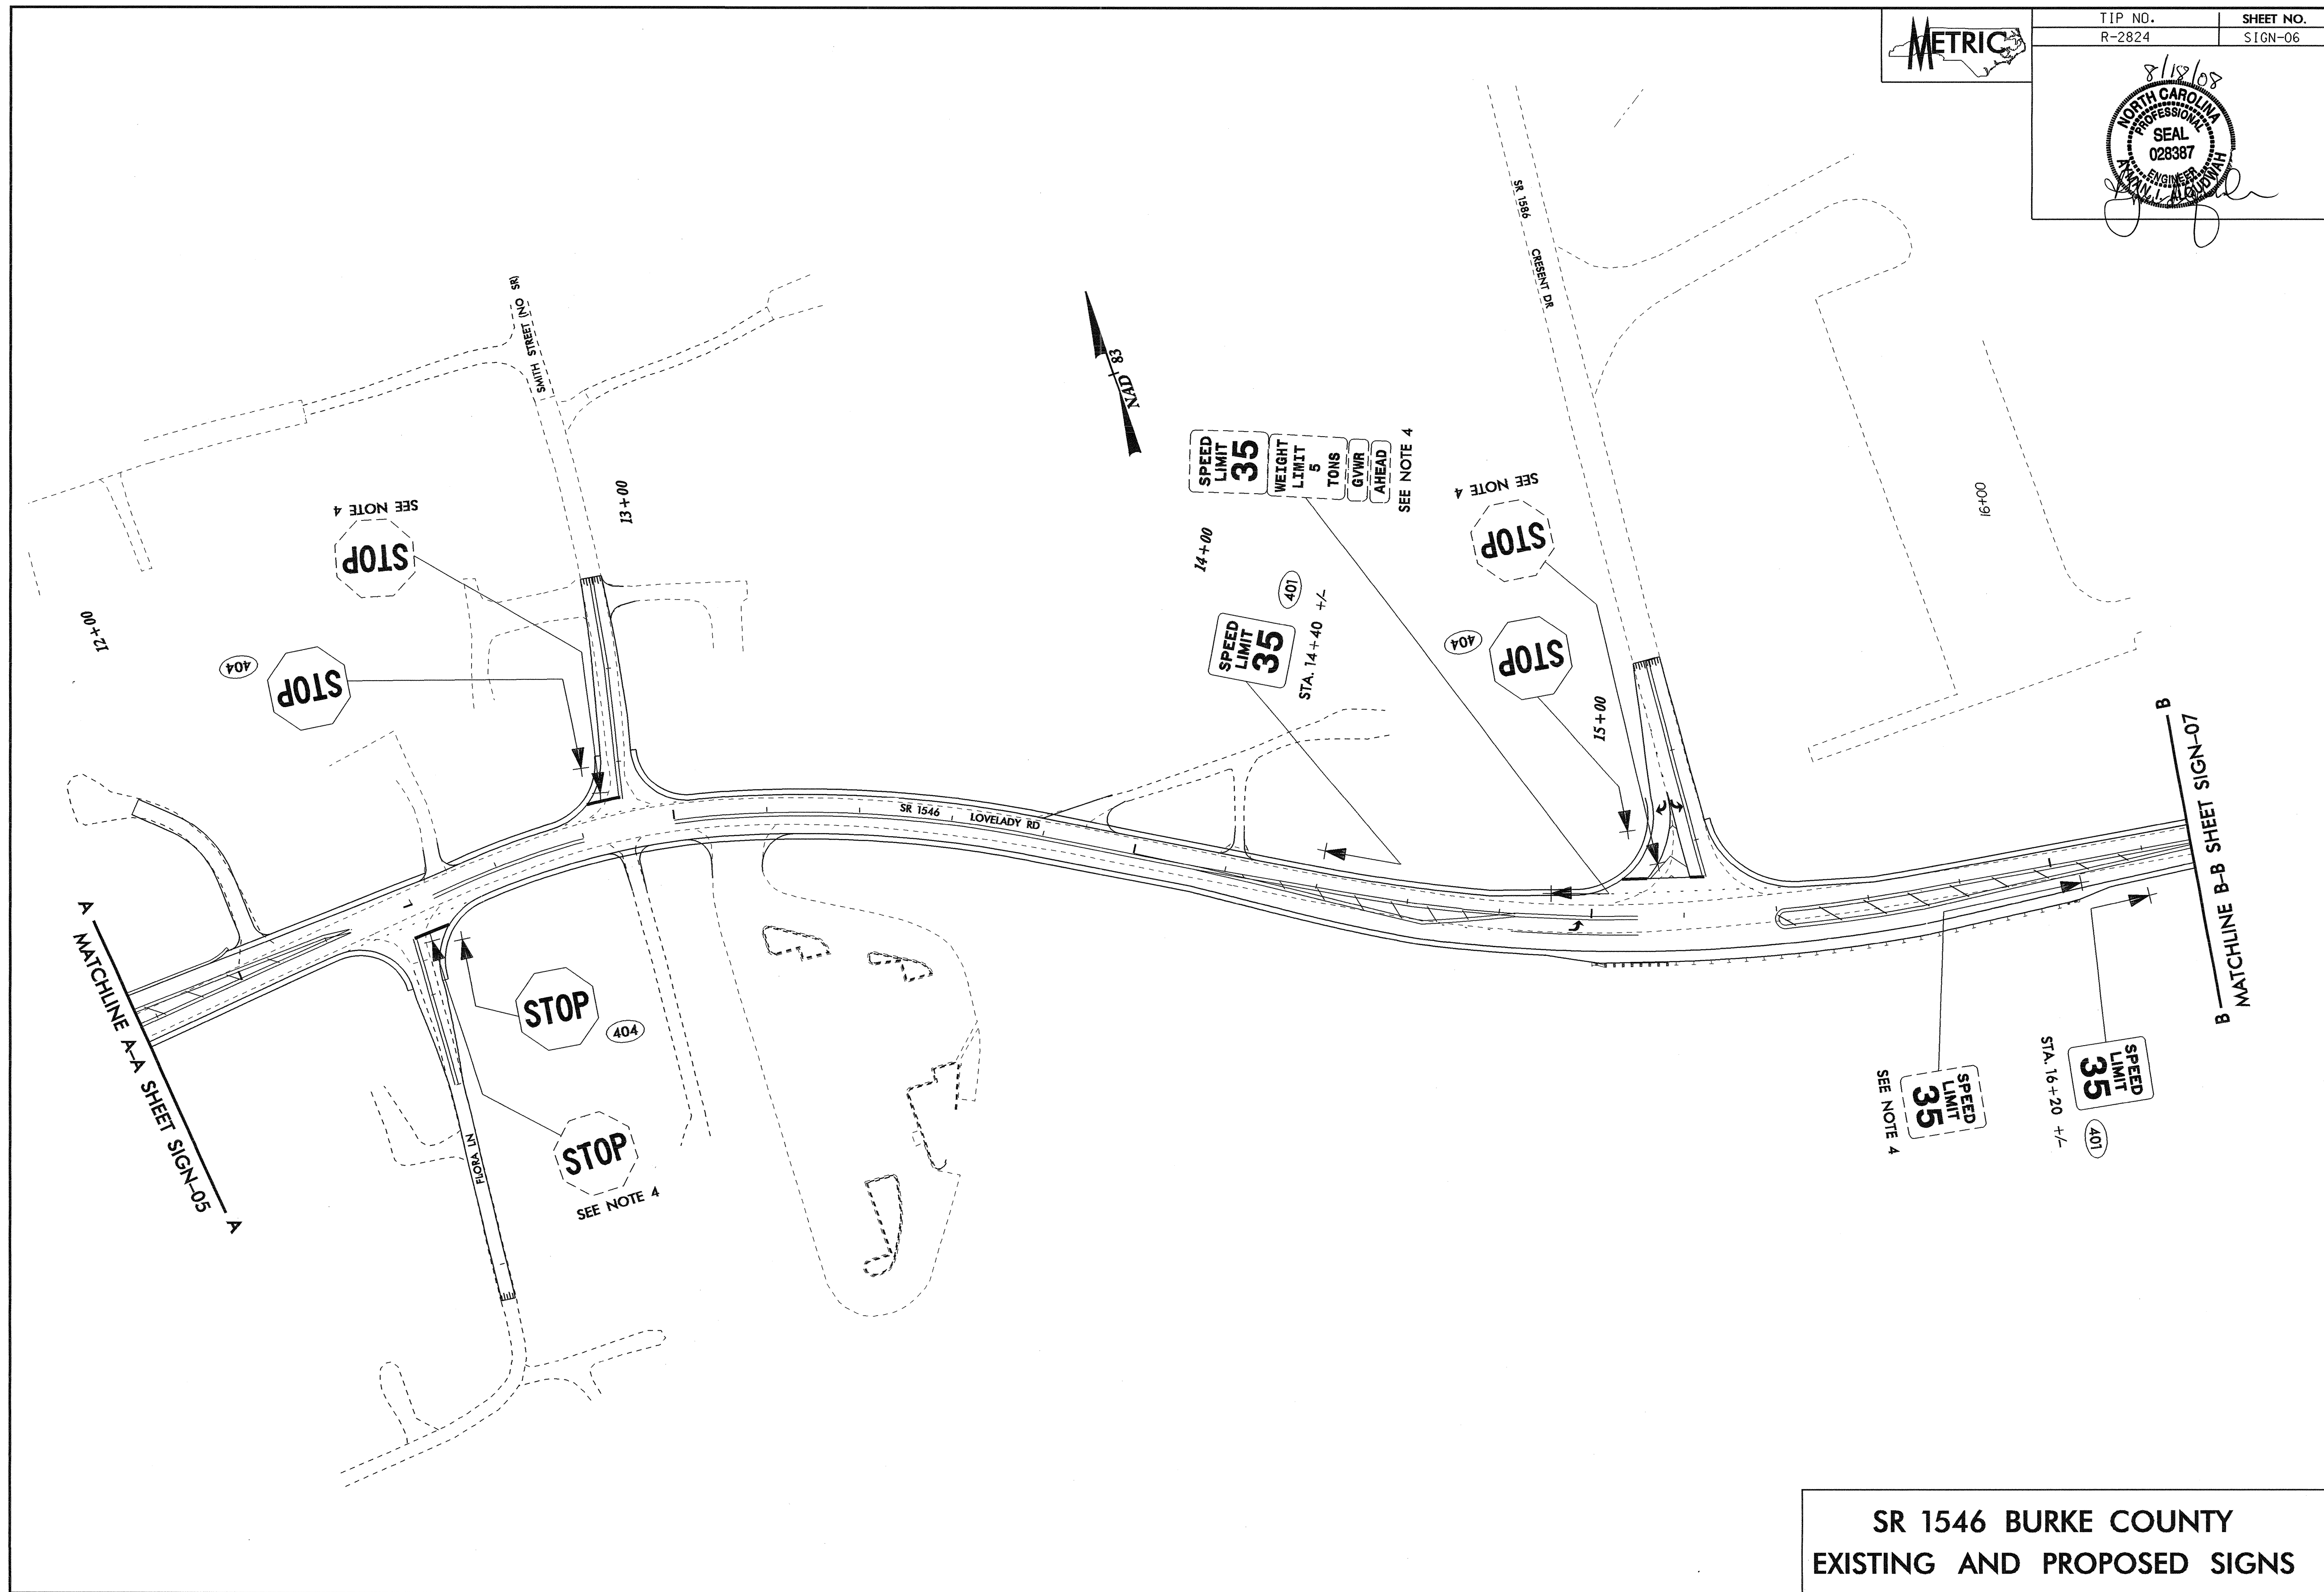 METRIC
TIP NO.
SHEET NO.
R-2824
SIGN-06
8/18/08
NORTH CAROLINA
PROFESSIONAL
SEAL
028387
ENGINEER
SR 1586 CRESENT DR
SMITH STREET (NO SR)
NAD 83
SPEED
LIMIT
35
WEIGHT
LIMIT
5
TONS
GVWR
AHEAD
SEE NOTE 4
SEE NOTE 4
STOP
SEE NOTE 4
STOP
12+00
13+00
14+00
15+00
16+00
404
STOP
401
SPEED
LIMIT
35
STA. 14+40 +/-
404
STOP
SR 1546 LOVELADY RD
A
MATCHLINE A-A SHEET SIGN-05
A
B
MATCHLINE B-B SHEET SIGN-07
B
STOP
404
STOP
SEE NOTE 4
FLORA LN
SPEED
LIMIT
35
SEE NOTE 4
SPEED
LIMIT
35
STA. 16+20 +/-
401
SR 1546 BURKE COUNTY
EXISTING AND PROPOSED SIGNS